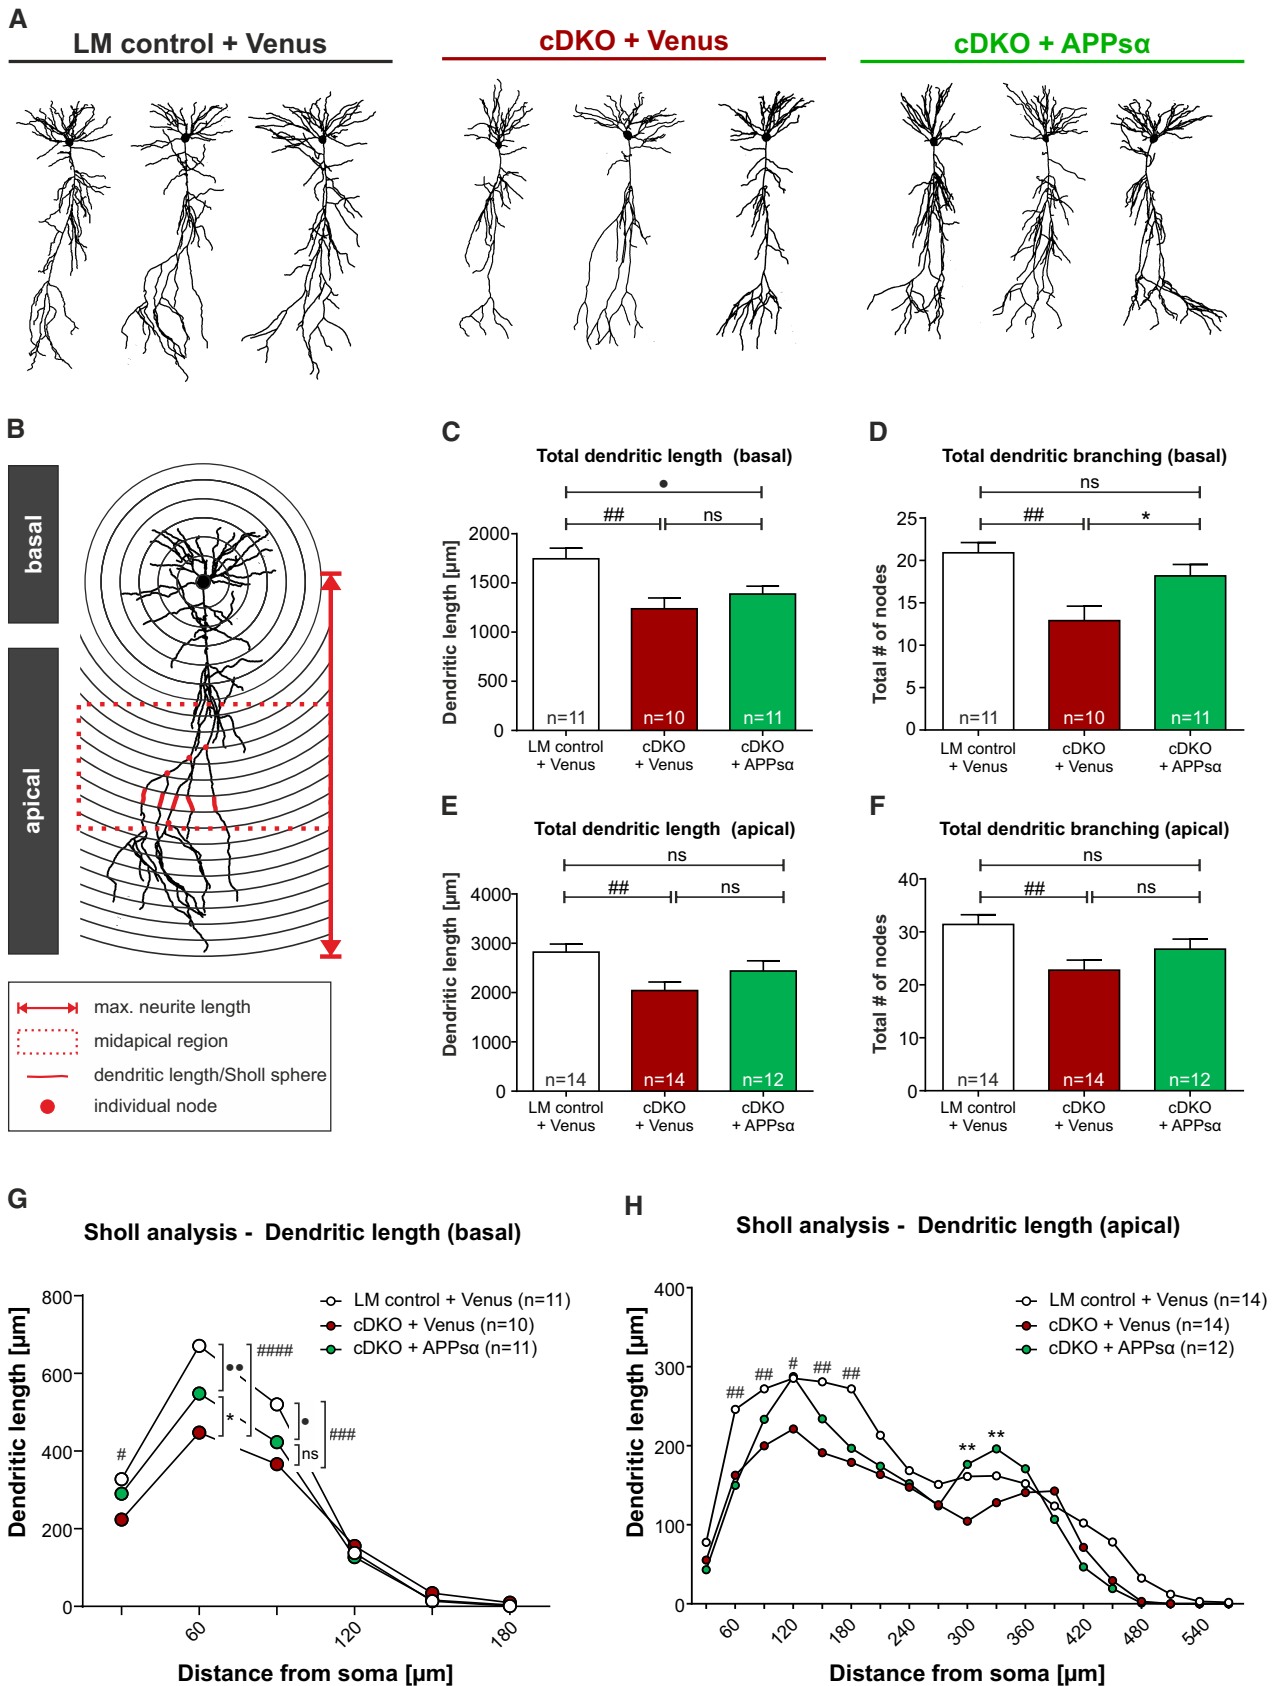 A
LM control + Venus
cDKO + Venus
cDKO + APPsα
B
basal
apical
max. neurite length
midapical region
dendritic length/Sholl sphere
individual node
C
Total dendritic length (basal)
●
## ns
Dendritic length [µm]
2000
1500
1000
500
0
n=11 n=10 n=11
LM control + Venus
cDKO + Venus
cDKO + APPsα
D
Total dendritic branching (basal)
ns
## *
Total # of nodes
25
20
15
10
5
0
n=11 n=10 n=11
LM control + Venus
cDKO + Venus
cDKO + APPsα
E
Total dendritic length (apical)
ns
## ns
Dendritic length [µm]
4000
3000
2000
1000
0
n=14 n=14 n=12
LM control + Venus
cDKO + Venus
cDKO + APPsα
F
Total dendritic branching (apical)
ns
## ns
Total # of nodes
40
30
20
10
0
n=14 n=14 n=12
LM control + Venus
cDKO + Venus
cDKO + APPsα
G
Sholl analysis - Dendritic length (basal)
LM control + Venus (n=11)
cDKO + Venus (n=10)
cDKO + APPsα (n=11)
Dendritic length [µm]
800
600
400
200
0
#
●●
*
####
●
ns
###
60 120 180
Distance from soma [µm]
H
Sholl analysis - Dendritic length (apical)
LM control + Venus (n=14)
cDKO + Venus (n=14)
cDKO + APPsα (n=12)
Dendritic length [µm]
400
300
200
100
0
## ## # ## ##
** **
60 120 180 240 300 360 420 480 540
Distance from soma [µm]